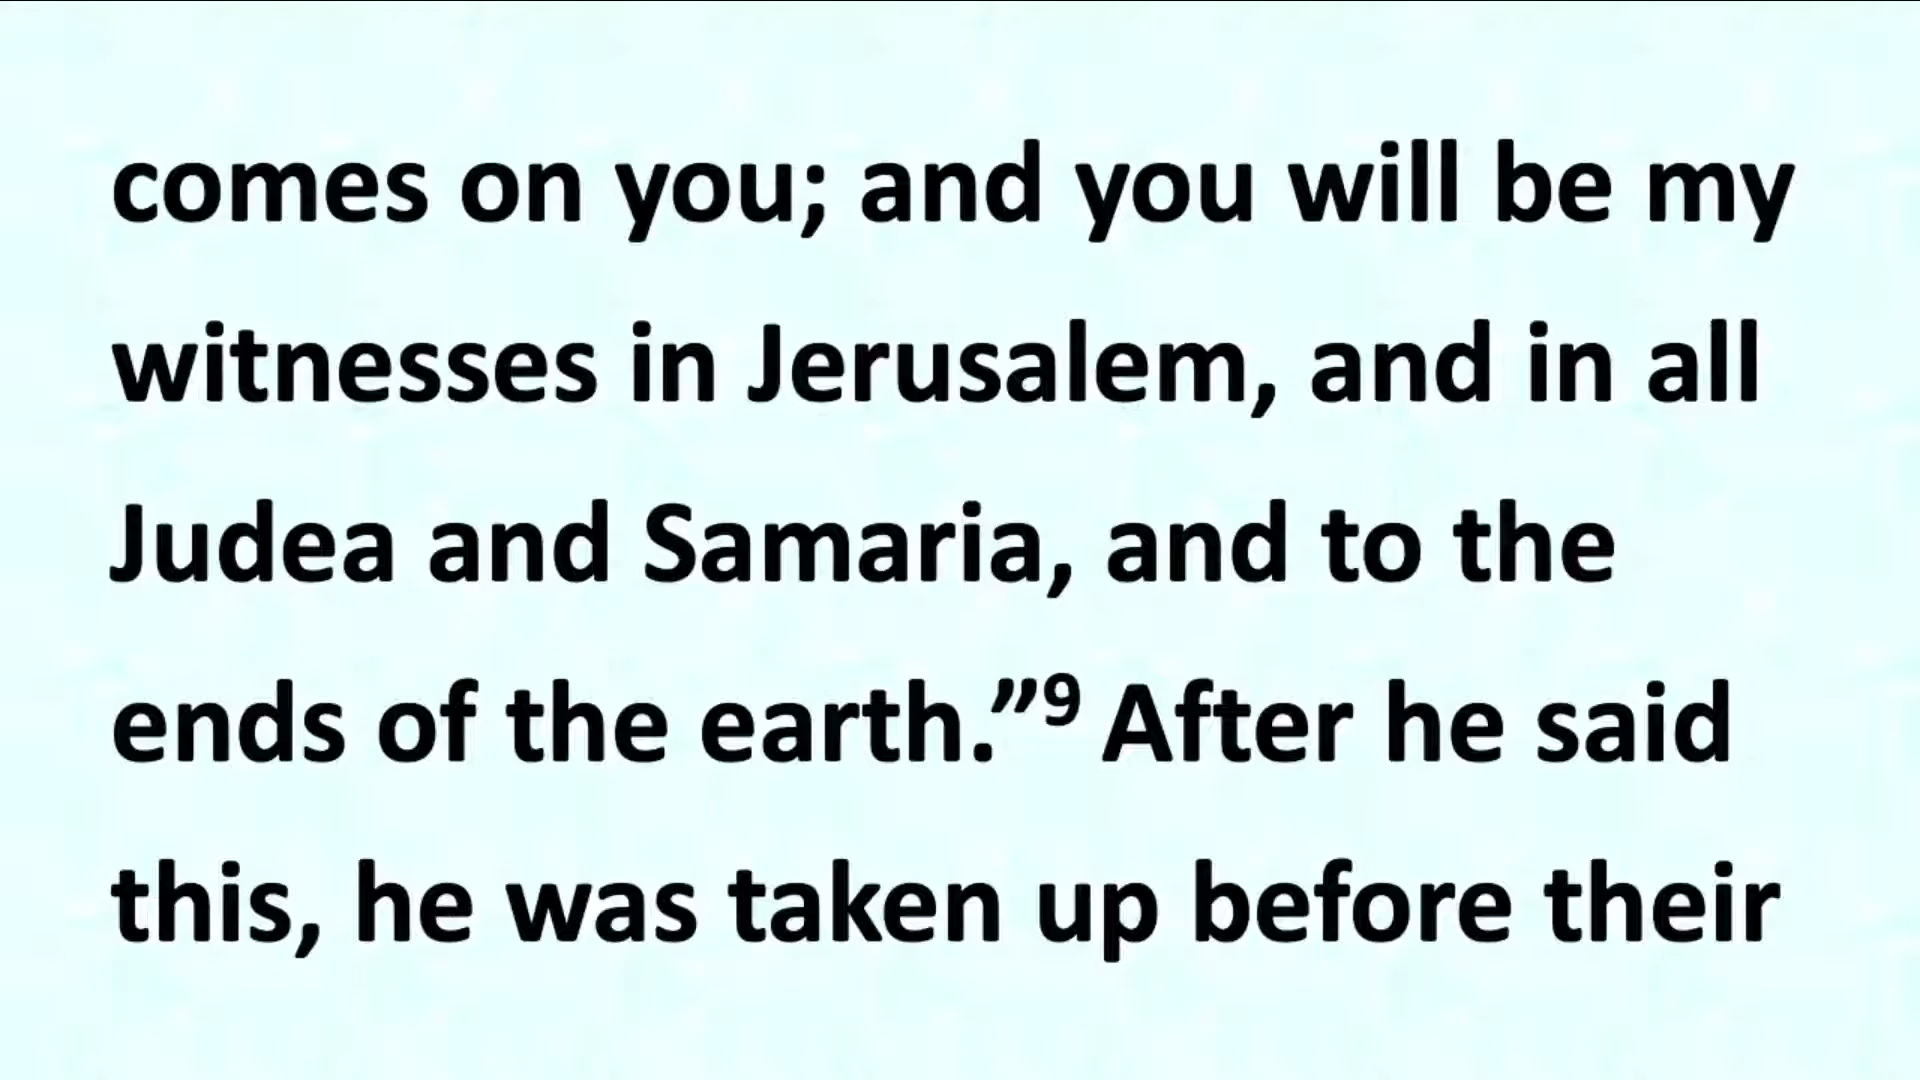 comes on you; and you will be my
witnesses in Jerusalem, and in all
Judea and Samaria, and to the
ends of the earth.”⁹ After he said
this, he was taken up before their